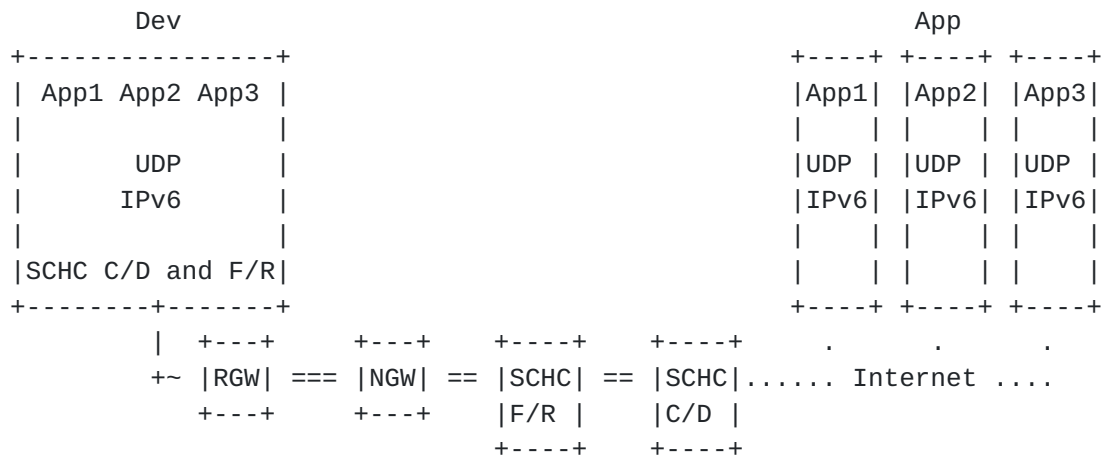 Dev                                               App
+----------------+                                +----+ +----+ +----+
| App1 App2 App3 |                                |App1| |App2| |App3|
|                |                                |    | |    | |    |
|       UDP      |                                |UDP | |UDP | |UDP |
|      IPv6      |                                |IPv6| |IPv6| |IPv6|
|                |                                |    | |    | |    |
|SCHC C/D and F/R|                                |    | |    | |    |
+--------+-------+                                +----+ +----+ +----+
         |  +---+     +---+    +----+    +----+     .      .      .
         +~ |RGW| === |NGW| == |SCHC| == |SCHC|...... Internet ....
            +---+     +---+    |F/R |    |C/D |
                               +----+    +----+